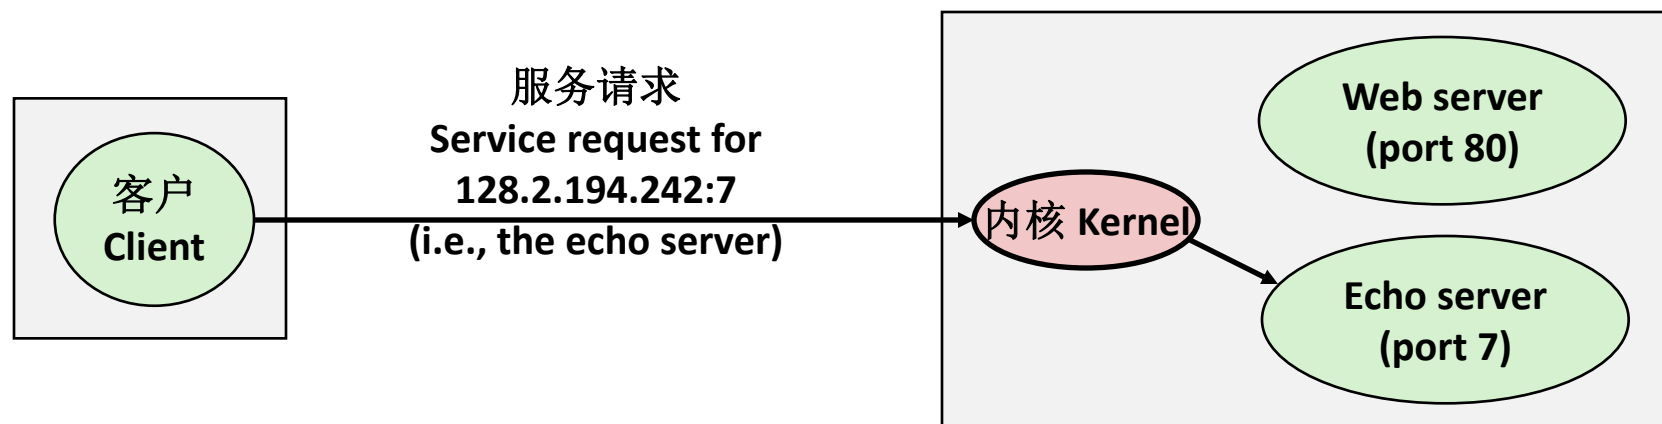 客户
Client
服务请求
Service request for
128.2.194.242:7
(i.e., the echo server)
内核 Kernel
Web server
(port 80)
Echo server
(port 7)